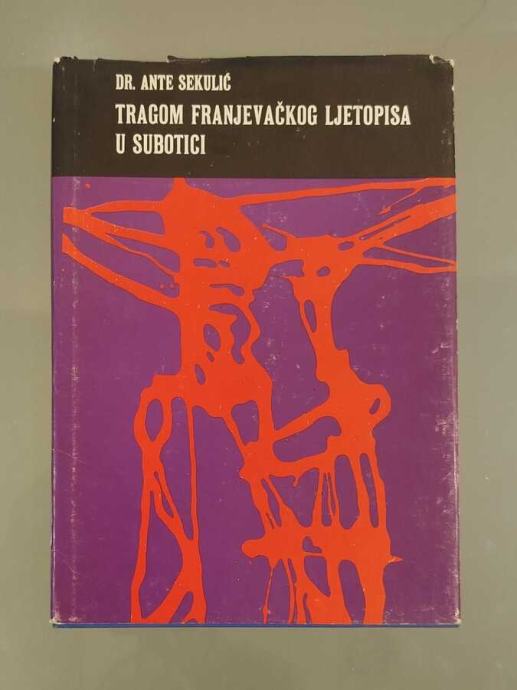 DR. ANTE SEKULIĆ
TRAGOM FRANJEVAČKOG LJETOPISA
U SUBOTICI